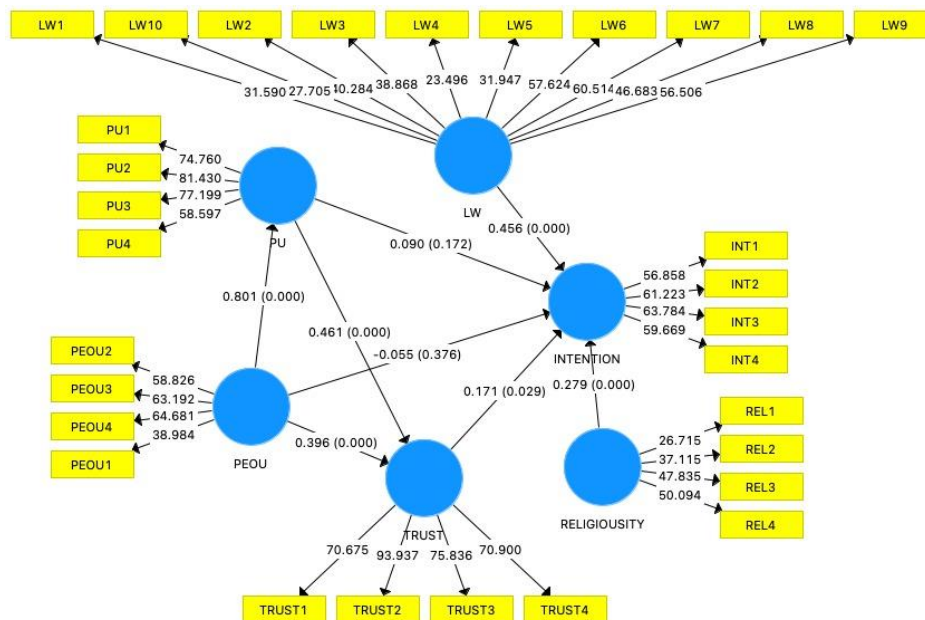 LW1 LW10 LW2 LW3 LW4 LW5 LW6 LW7 LW8 LW9
31.590 27.705 40.284 38.868 23.496 31.947 57.624 60.514 46.683 56.506
PU1
PU2
PU3
PU4
74.760
81.430
77.199
58.597
PU
LW
0.456 (0.000)
0.090 (0.172)
INT1
INT2
INT3
INT4
56.858
61.223
63.784
59.669
INTENTION
0.801 (0.000)
0.461 (0.000)
-0.055 (0.376)
0.171 (0.029)
0.279 (0.000)
PEOU2
PEOU3
PEOU4
PEOU1
58.826
63.192
64.681
38.984
PEOU
0.396 (0.000)
REL1
REL2
REL3
REL4
26.715
37.115
47.835
50.094
RELIGIOUSITY
TRUST
70.675 93.937 75.836 70.900
TRUST1 TRUST2 TRUST3 TRUST4